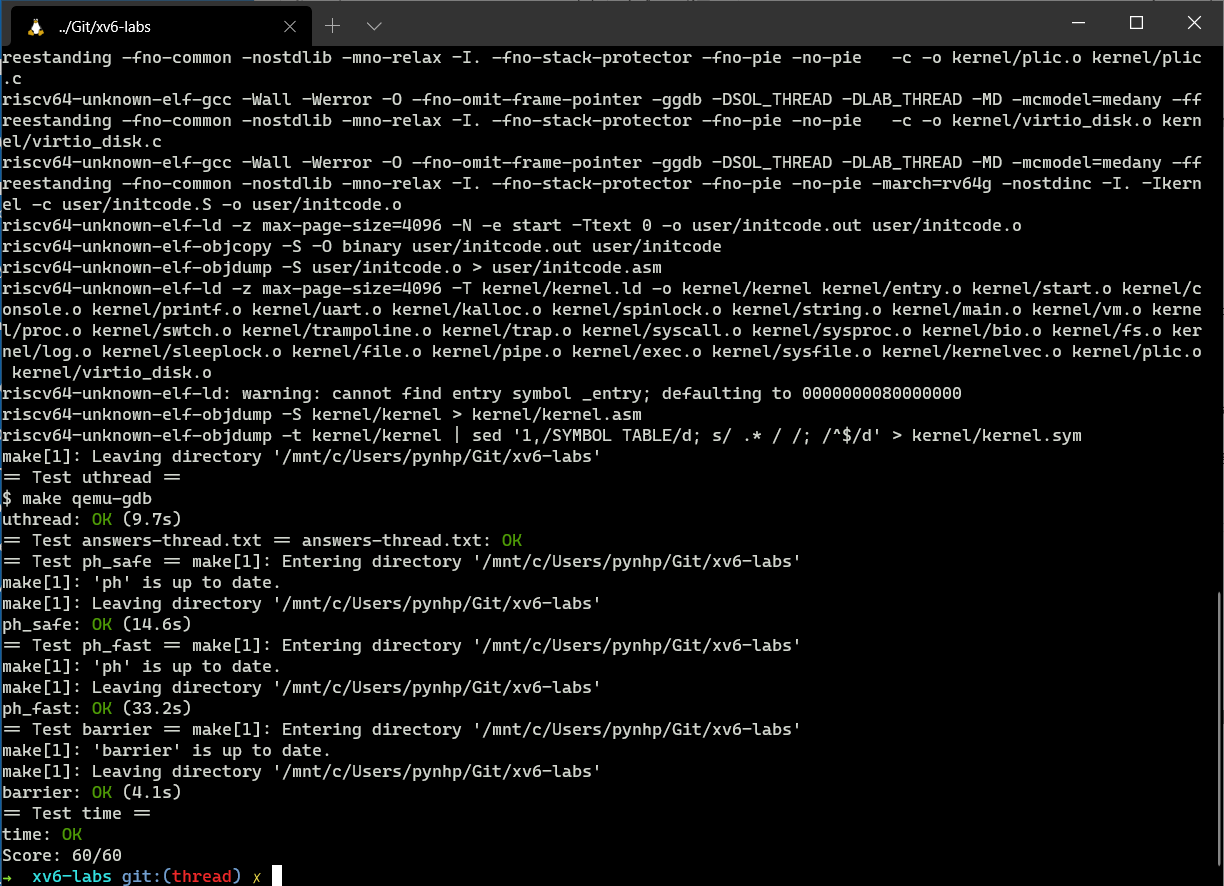 ../Git/xv6-labs
reestanding -fno-common -nostdlib -mno-relax -I. -fno-stack-protector -fno-pie -no-pie   -c -o kernel/plic.o kernel/plic
.c
riscv64-unknown-elf-gcc -Wall -Werror -O -fno-omit-frame-pointer -ggdb -DSOL_THREAD -DLAB_THREAD -MD -mcmodel=medany -ff
reestanding -fno-common -nostdlib -mno-relax -I. -fno-stack-protector -fno-pie -no-pie   -c -o kernel/virtio_disk.o kern
el/virtio_disk.c
riscv64-unknown-elf-gcc -Wall -Werror -O -fno-omit-frame-pointer -ggdb -DSOL_THREAD -DLAB_THREAD -MD -mcmodel=medany -ff
reestanding -fno-common -nostdlib -mno-relax -I. -fno-stack-protector -fno-pie -no-pie -march=rv64g -nostdinc -I. -Ikern
el -c user/initcode.S -o user/initcode.o
riscv64-unknown-elf-ld -z max-page-size=4096 -N -e start -Ttext 0 -o user/initcode.out user/initcode.o
riscv64-unknown-elf-objcopy -S -O binary user/initcode.out user/initcode
riscv64-unknown-elf-objdump -S user/initcode.o > user/initcode.asm
riscv64-unknown-elf-ld -z max-page-size=4096 -T kernel/kernel.ld -o kernel/kernel kernel/entry.o kernel/start.o kernel/c
onsole.o kernel/printf.o kernel/uart.o kernel/kalloc.o kernel/spinlock.o kernel/string.o kernel/main.o kernel/vm.o kerne
l/proc.o kernel/swtch.o kernel/trampoline.o kernel/trap.o kernel/syscall.o kernel/sysproc.o kernel/bio.o kernel/fs.o ker
nel/log.o kernel/sleeplock.o kernel/file.o kernel/pipe.o kernel/exec.o kernel/sysfile.o kernel/kernelvec.o kernel/plic.o
 kernel/virtio_disk.o
riscv64-unknown-elf-ld: warning: cannot find entry symbol _entry; defaulting to 0000000080000000
riscv64-unknown-elf-objdump -S kernel/kernel > kernel/kernel.asm
riscv64-unknown-elf-objdump -t kernel/kernel | sed '1,/SYMBOL TABLE/d; s/ .* / /; /^$/d' > kernel/kernel.sym
make[1]: Leaving directory '/mnt/c/Users/pynhp/Git/xv6-labs'
== Test uthread ==
$ make qemu-gdb
uthread: OK (9.7s)
== Test answers-thread.txt == answers-thread.txt: OK
== Test ph_safe == make[1]: Entering directory '/mnt/c/Users/pynhp/Git/xv6-labs'
make[1]: 'ph' is up to date.
make[1]: Leaving directory '/mnt/c/Users/pynhp/Git/xv6-labs'
ph_safe: OK (14.6s)
== Test ph_fast == make[1]: Entering directory '/mnt/c/Users/pynhp/Git/xv6-labs'
make[1]: 'ph' is up to date.
make[1]: Leaving directory '/mnt/c/Users/pynhp/Git/xv6-labs'
ph_fast: OK (33.2s)
== Test barrier == make[1]: Entering directory '/mnt/c/Users/pynhp/Git/xv6-labs'
make[1]: 'barrier' is up to date.
make[1]: Leaving directory '/mnt/c/Users/pynhp/Git/xv6-labs'
barrier: OK (4.1s)
== Test time ==
time: OK
Score: 60/60
→  xv6-labs git:(thread) ✗